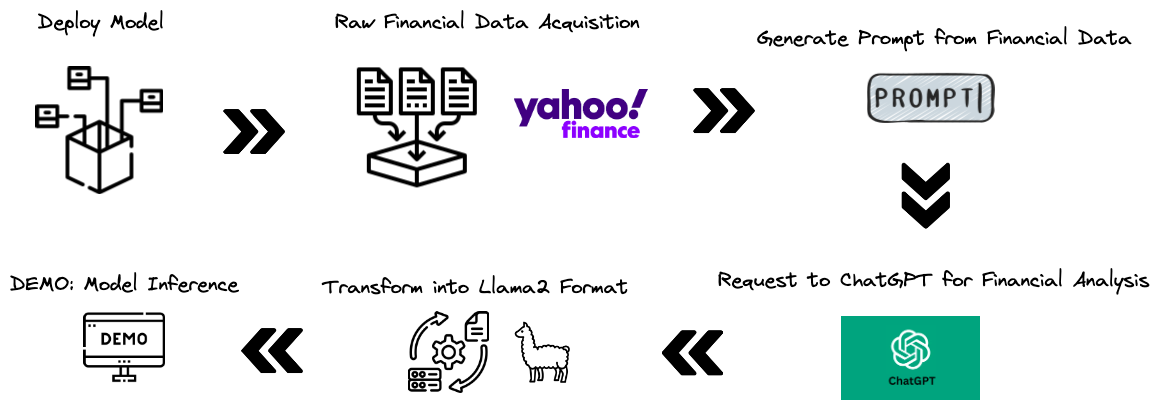 Deploy Model
Raw Financial Data Acquisition
Generate Prompt from Financial Data
yahoo!
finance
PROMPT|
Request to ChatGPT for Financial Analysis
ChatGPT
Transform into Llama2 Format
DEMO: Model Inference
DEMO